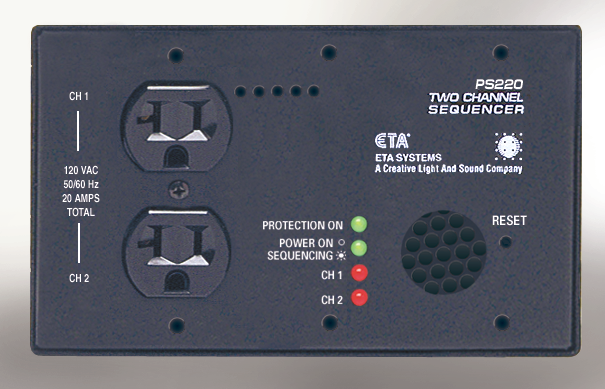 CH 1
120 VAC
50/60 Hz
20 AMPS
TOTAL
CH 2
PS220
TWO CHANNEL
SEQUENCER
ETA®
ETA SYSTEMS
A Creative Light And Sound Company
PROTECTION ON
POWER ON
SEQUENCING
CH 1
CH 2
RESET